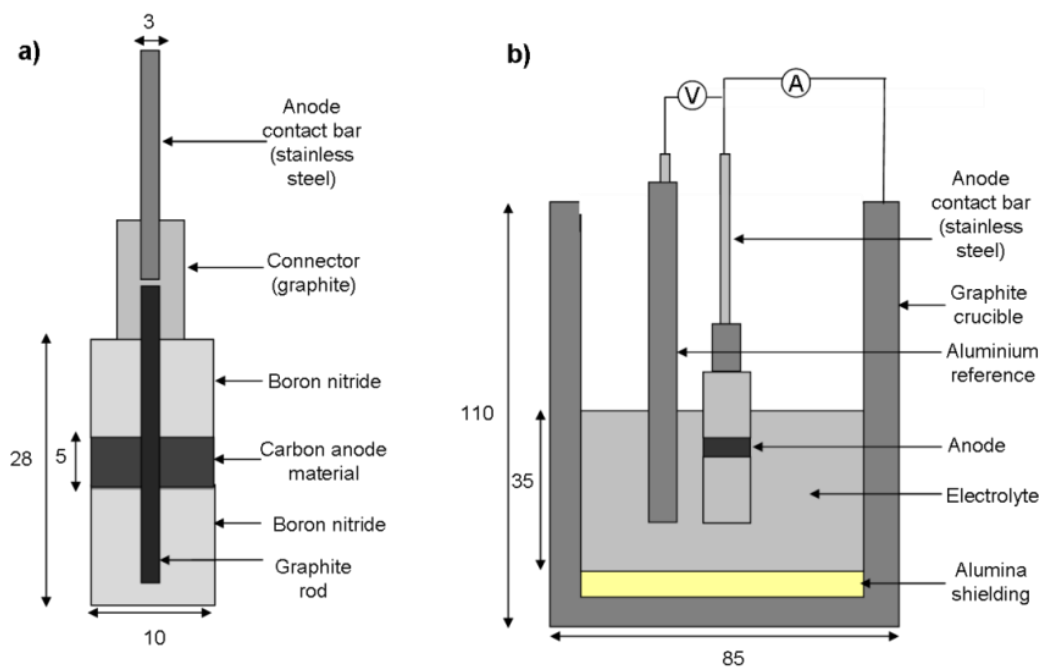 a)
3
Anode
contact bar
(stainless
steel)
Connector
(graphite)
Boron nitride
28
5
Carbon anode
material
Boron nitride
Graphite
rod
10
b)
V
A
Anode
contact bar
(stainless
steel)
Graphite
crucible
Aluminium
reference
110
35
Anode
Electrolyte
Alumina
shielding
85